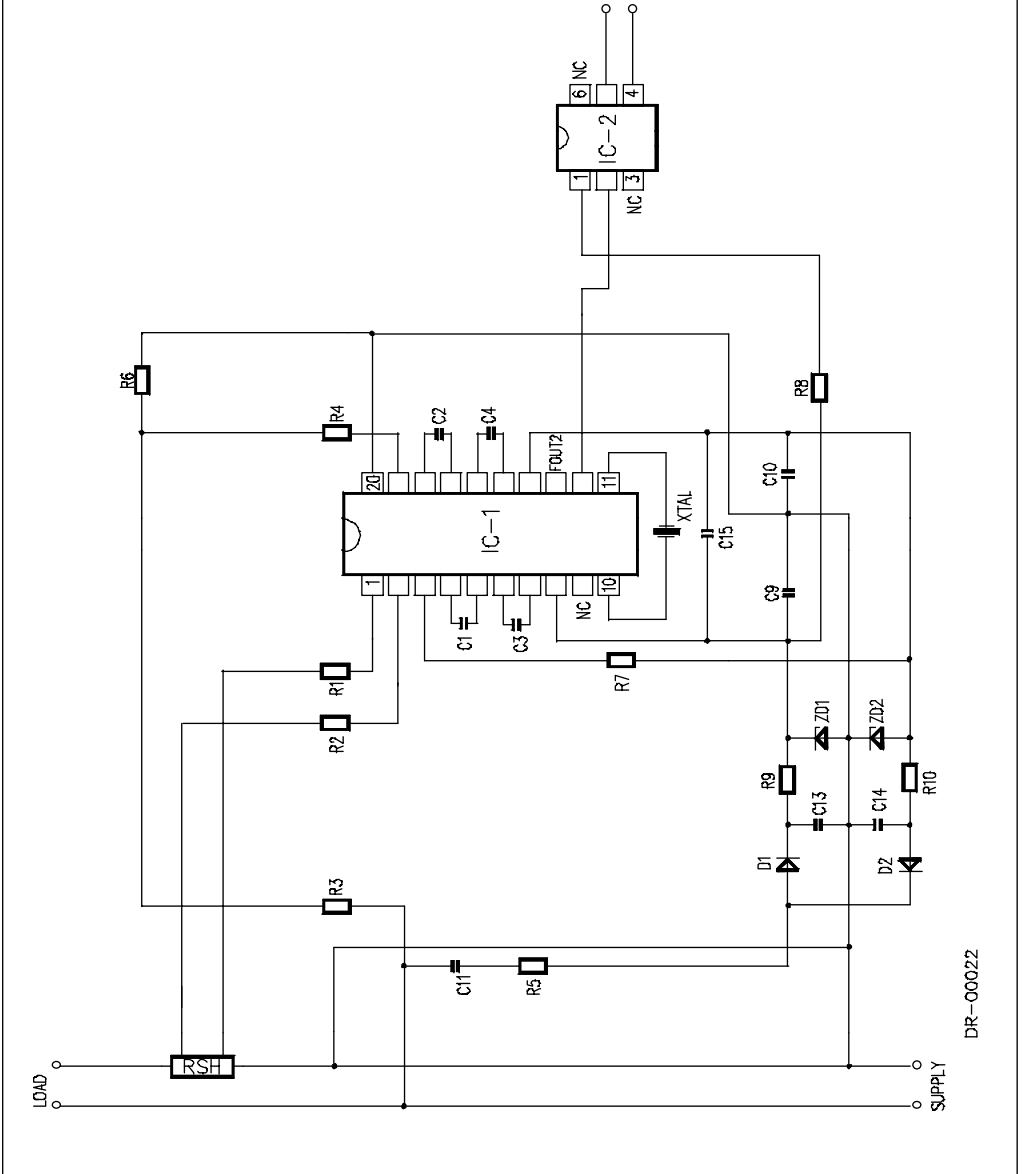 NC
6
4
IC-2
1
3
NC
R6
R4
C2
C4
R8
FOUT2
20
11
C10
XTAL
IC-1
C15
1
10
C9
NC
C1
C3
R1
R7
R2
ZD1
ZD2
R9
R10
C13
C14
D1
D2
R3
C11
R5
DR-00022
RSH
LOAD
SUPPLY